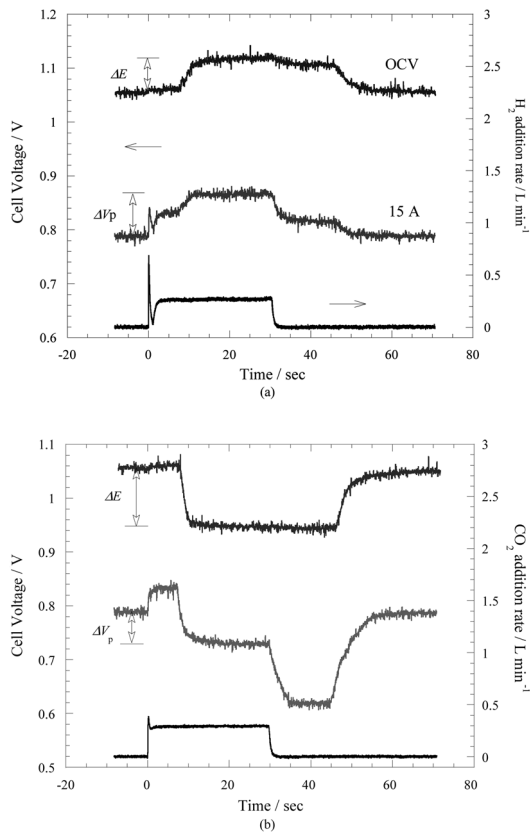 1.2
1.1
1
0.9
0.8
0.7
0.6
3
2.5
2
1.5
1
0.5
0
ΔE
OCV
ΔVp
15 A
Cell Voltage / V
H2 addition rate / L min-1
-20 0 20 40 60 80
Time / sec
(a)
1.1
1
0.9
0.8
0.7
0.6
0.5
3
2.5
2
1.5
1
0.5
0
ΔE
ΔVp
Cell Voltage / V
CO2 addition rate / L min-1
-20 0 20 40 60 80
Time / sec
(b)